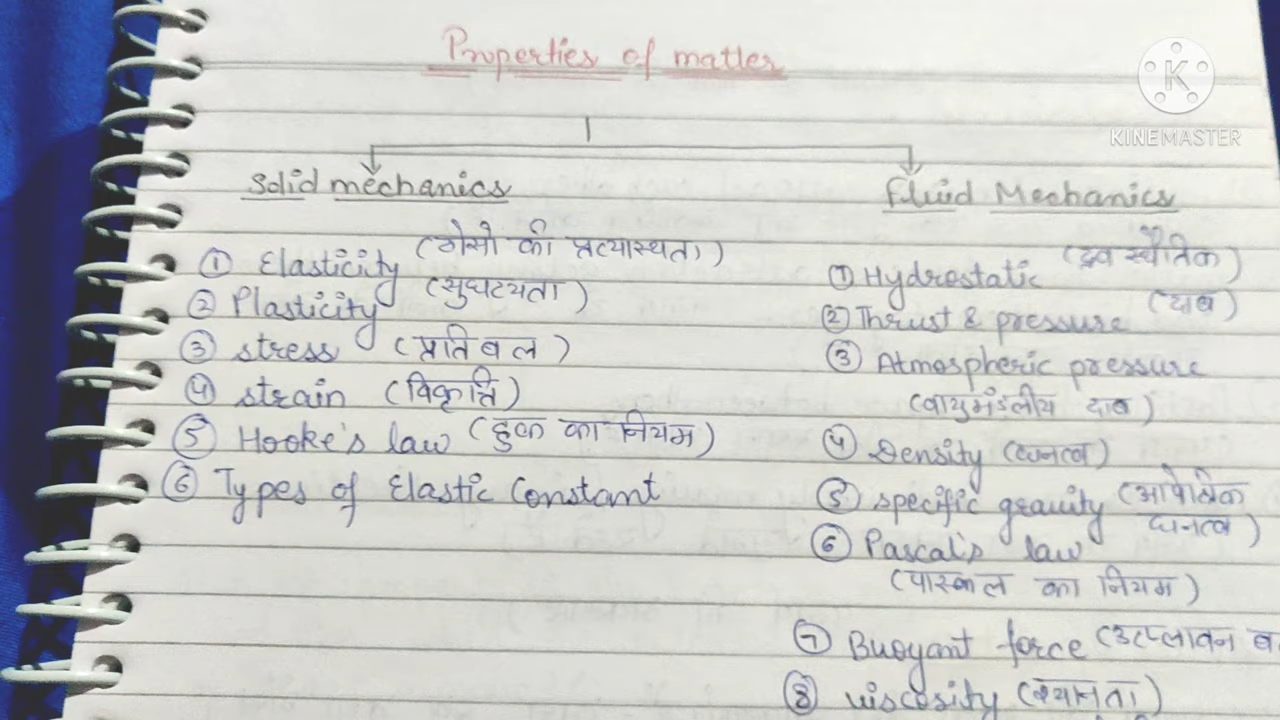 Properties of matter
KINEMASTER
Solid mechanics
① Elasticity (गैसो की प्रत्यास्थता)
② Plasticity (सुघटयता)
③ stress (प्रतिबल)
④ strain (विकृति)
⑤ Hooke's law (हुक का नियम)
⑥ Types of Elastic Constant
Fluid Mechanics
① Hydrostatic (द्रव स्थैतिक)
② Thrust & pressure (दाब)
③ Atmospheric pressure
(वायुमंडलीय दाब)
④ Density (घनत्व)
⑤ specific gravity (आपेक्षिक
घनत्व)
⑥ Pascal's law
(पास्कल का नियम)
⑦ Buoyant force (उत्प्लावन
⑧ viscosity (श्यानता)